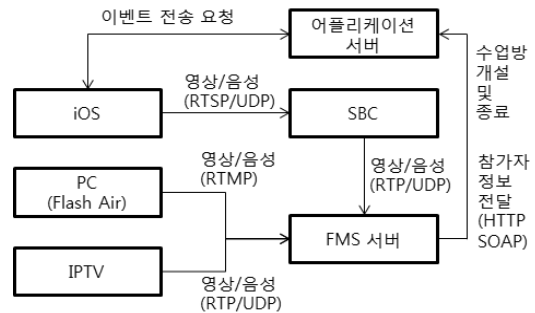 이벤트 전송 요청
어플리케이션
서버
수업방
개설
및
종료
iOS
영상/음성
(RTSP/UDP)
SBC
영상/음성
(RTMP)
영상/음성
(RTP/UDP)
참가자
정보
전달
(HTTP
SOAP)
PC
(Flash Air)
FMS 서버
IPTV
영상/음성
(RTP/UDP)